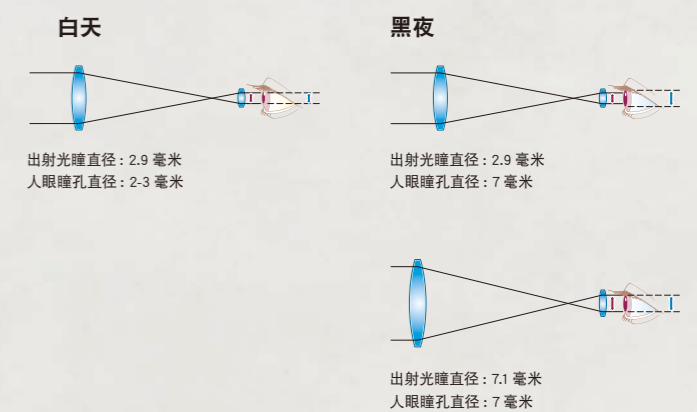 白天
黑夜
出射光瞳直径：2.9 毫米
人眼瞳孔直径：2-3 毫米
出射光瞳直径：2.9 毫米
人眼瞳孔直径：7 毫米
出射光瞳直径：7.1 毫米
人眼瞳孔直径：7 毫米